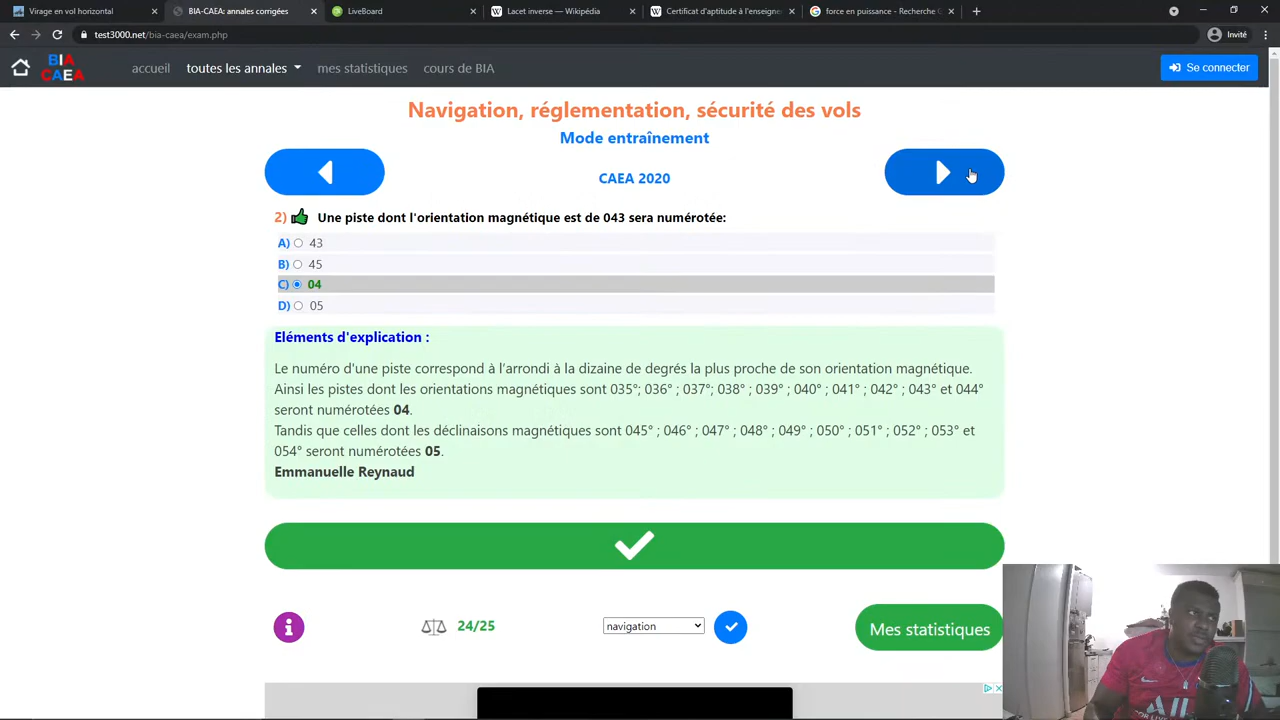 Virage en vol horizontal
BIA-CAEA: annales corrigées
LiveBoard
Lacet inverse — Wikipédia
Certificat d'aptitude à l'enseigne
force en puissance - Recherche G
test3000.net/bia-caea/exam.php
Invité
BIA
CAEA
accueil
toutes les annales
mes statistiques
cours de BIA
Se connecter
Navigation, réglementation, sécurité des vols
Mode entraînement
CAEA 2020
2) Une piste dont l'orientation magnétique est de 043 sera numérotée:
A) 43
B) 45
C) 04
D) 05
Eléments d'explication :
Le numéro d'une piste correspond à l'arrondi à la dizaine de degrés la plus proche de son orientation magnétique.
Ainsi les pistes dont les orientations magnétiques sont 035°; 036° ; 037°; 038° ; 039° ; 040° ; 041° ; 042° ; 043° et 044°
seront numérotées 04.
Tandis que celles dont les déclinaisons magnétiques sont 045° ; 046° ; 047° ; 048° ; 049° ; 050° ; 051° ; 052° ; 053° et
054° seront numérotées 05.
Emmanuelle Reynaud
24/25
navigation
Mes statistiques